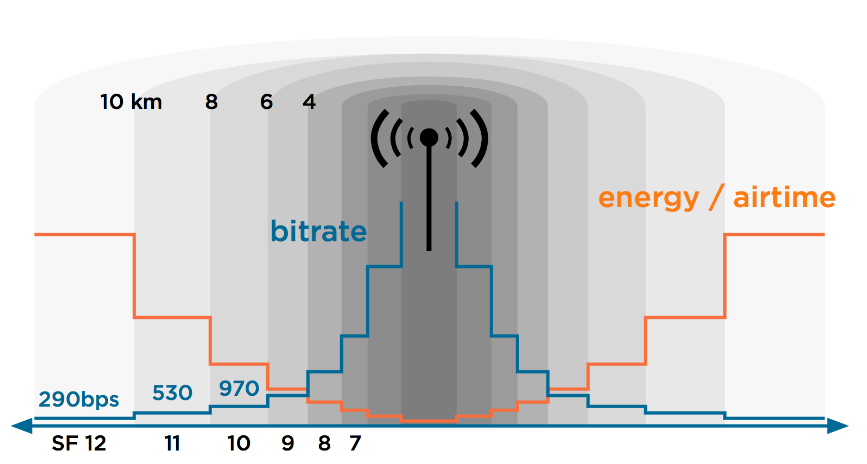 10 km 8 6 4
energy / airtime
bitrate
290bps 530 970
SF 12 11 10 9 8 7